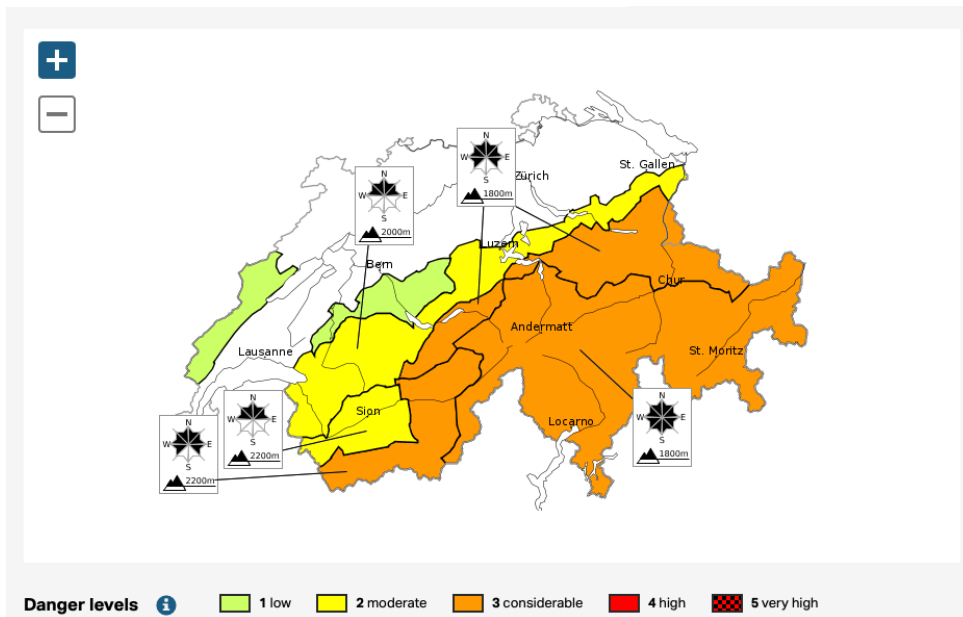 +
−
N
W E
S
1800m
N
W E
S
2000m
Zürich
St. Gallen
Luzern
Bern
Chur
Andermatt
St. Moritz
Lausanne
N
W E
S
2200m
Sion
Locarno
N
W E
S
1800m
N
W E
S
2200m
Danger levels i 1 low 2 moderate 3 considerable 4 high 5 very high